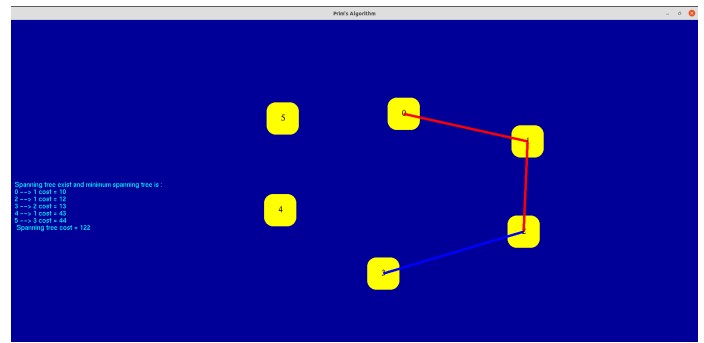 Prim's Algorithm
5
0
1
Spanning tree exist and minimum spanning tree is :
0 ---> 1 cost = 10
2 ---> 1 cost = 12
3 ---> 2 cost = 13
4 ---> 1 cost = 43
5 ---> 3 cost = 44
Spanning tree cost = 122
4
2
3